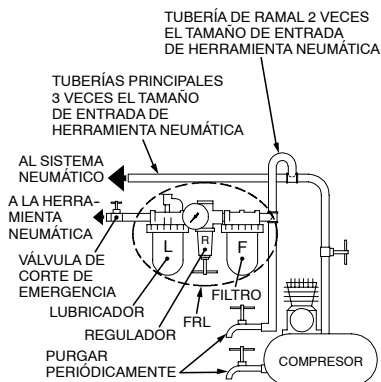 TUBERÍA DE RAMAL 2 VECES
EL TAMAÑO DE ENTRADA
DE HERRAMIENTA NEUMÁTICA
TUBERÍAS PRINCIPALES
3 VECES EL TAMAÑO
DE ENTRADA DE
HERRAMIENTA NEUMÁTICA
AL SISTEMA
NEUMÁTICO
A LA HERRA-
MIENTA
NEUMÁTICA
VÁLVULA DE
CORTE DE
EMERGENCIA
L
R
F
LUBRICADOR
REGULADOR
FRL
FILTRO
PURGAR
PERIÓDICAMENTE
COMPRESOR